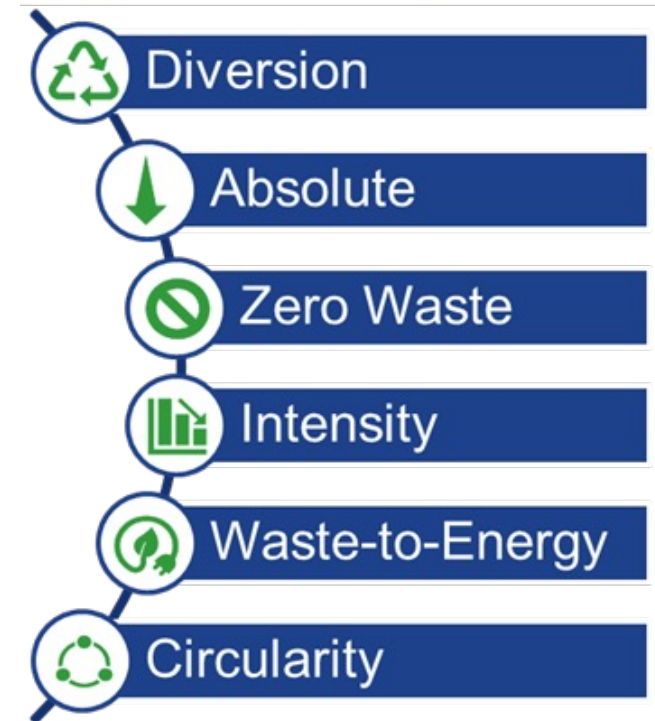 Diversion
Absolute
Zero Waste
Intensity
Waste-to-Energy
Circularity